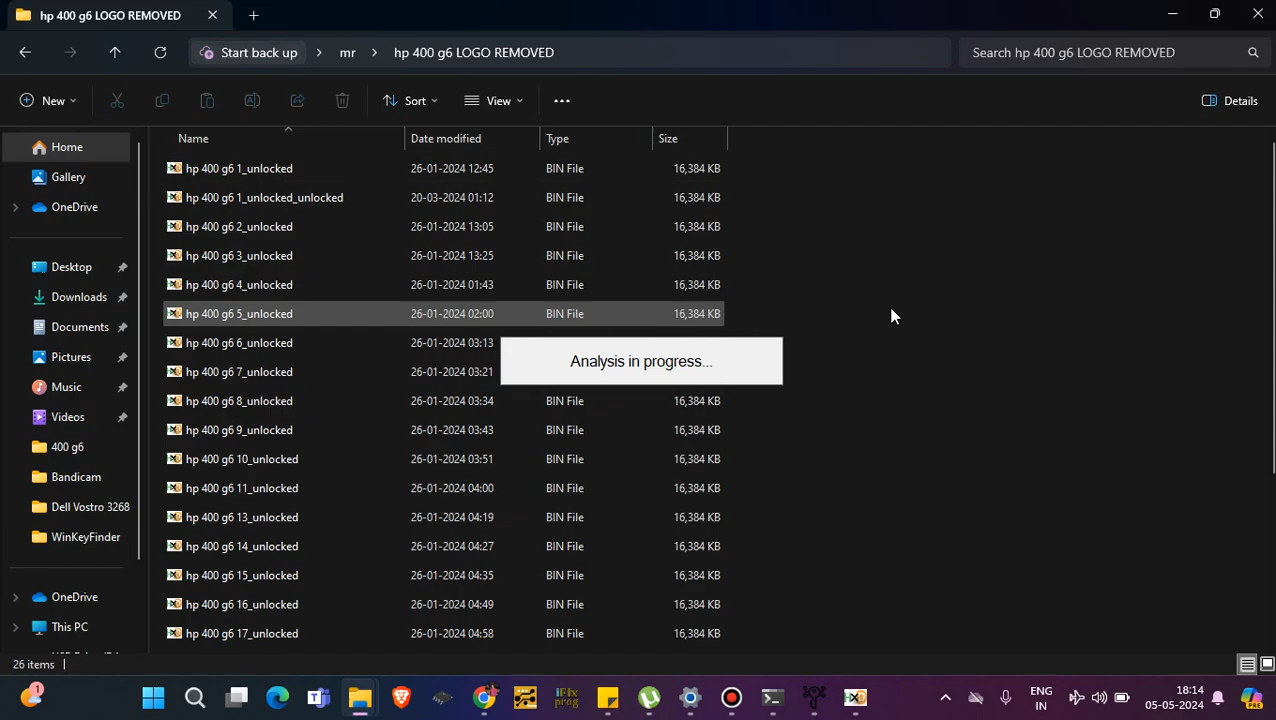 hp 400 g6 LOGO REMOVED
Start back up mr hp 400 g6 LOGO REMOVED Search hp 400 g6 LOGO REMOVED
New Sort View Details
Name Date modified Type Size
Home
Gallery
OneDrive
Desktop
Downloads
Documents
Pictures
Music
Videos
400 g6
Bandicam
Dell Vostro 3268
WinKeyFinder
OneDrive
This PC
hp 400 g6 1_unlocked 26-01-2024 12:45 BIN File 16,384 KB
hp 400 g6 1_unlocked_unlocked 20-03-2024 01:12 BIN File 16,384 KB
hp 400 g6 2_unlocked 26-01-2024 13:05 BIN File 16,384 KB
hp 400 g6 3_unlocked 26-01-2024 13:25 BIN File 16,384 KB
hp 400 g6 4_unlocked 26-01-2024 01:43 BIN File 16,384 KB
hp 400 g6 5_unlocked 26-01-2024 02:00 BIN File 16,384 KB
hp 400 g6 6_unlocked 26-01-2024 03:13
Analysis in progress...
hp 400 g6 7_unlocked 26-01-2024 03:21
hp 400 g6 8_unlocked 26-01-2024 03:34 BIN File 16,384 KB
hp 400 g6 9_unlocked 26-01-2024 03:43 BIN File 16,384 KB
hp 400 g6 10_unlocked 26-01-2024 03:51 BIN File 16,384 KB
hp 400 g6 11_unlocked 26-01-2024 04:00 BIN File 16,384 KB
hp 400 g6 13_unlocked 26-01-2024 04:19 BIN File 16,384 KB
hp 400 g6 14_unlocked 26-01-2024 04:27 BIN File 16,384 KB
hp 400 g6 15_unlocked 26-01-2024 04:35 BIN File 16,384 KB
hp 400 g6 16_unlocked 26-01-2024 04:49 BIN File 16,384 KB
hp 400 g6 17_unlocked 26-01-2024 04:58 BIN File 16,384 KB
26 items
1 iFix prog ENG 18:14
IN 05-05-2024 PRE